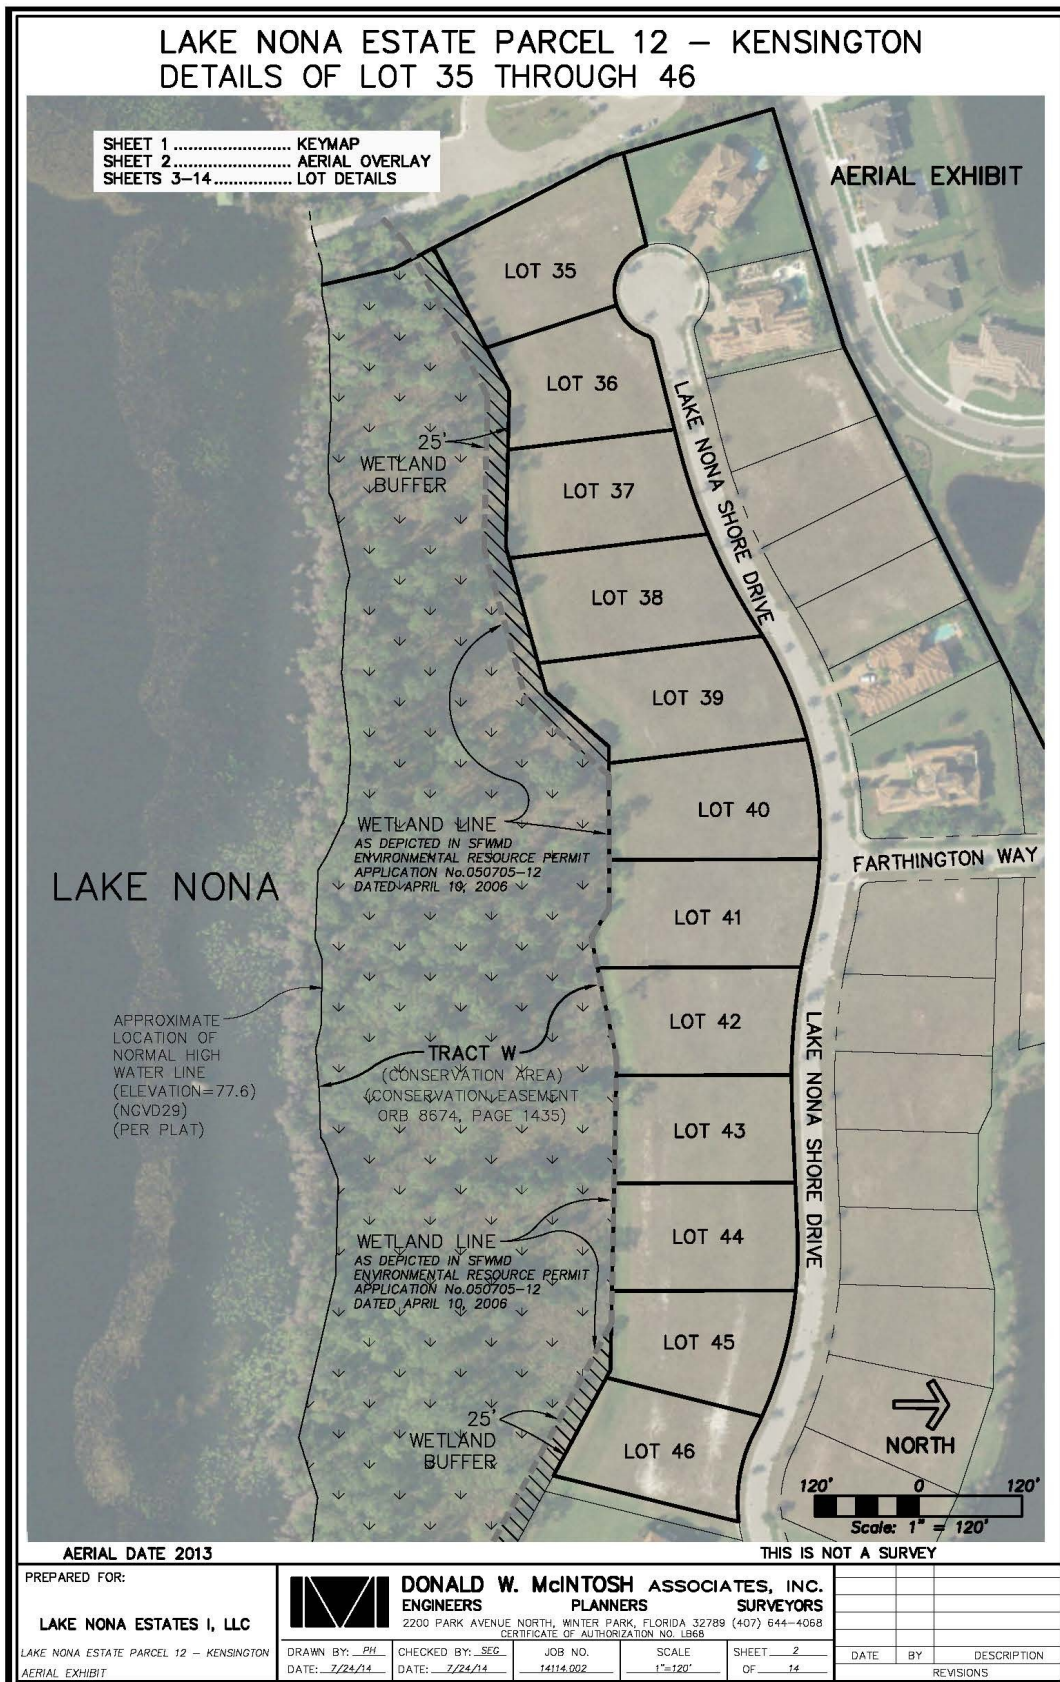 LAKE NONA ESTATE PARCEL 12 – KENSINGTON
DETAILS OF LOT 35 THROUGH 46
SHEET 1 ...................... KEYMAP
SHEET 2 ...................... AERIAL OVERLAY
SHEETS 3–14 ............... LOT DETAILS
AERIAL EXHIBIT
LOT 35
LOT 36
LAKE NONA SHORE DRIVE
25'
WETLAND
BUFFER
LOT 37
LOT 38
LOT 39
LOT 40
WETLAND LINE
AS DEPICTED IN SFWMD
ENVIRONMENTAL RESOURCE PERMIT
APPLICATION No.050705–12
DATED APRIL 10, 2006
FARTHINGTON WAY
LAKE NONA
LOT 41
LOT 42
APPROXIMATE
LOCATION OF
NORMAL HIGH
WATER LINE
(ELEVATION=77.6)
(NGVD29)
(PER PLAT)
TRACT W
(CONSERVATION AREA)
(CONSERVATION EASEMENT
ORB 8674, PAGE 1435)
LAKE NONA SHORE DRIVE
LOT 43
LOT 44
WETLAND LINE
AS DEPICTED IN SFWMD
ENVIRONMENTAL RESOURCE PERMIT
APPLICATION No.050705–12
DATED APRIL 10, 2006
LOT 45
25'
WETLAND
BUFFER
LOT 46
NORTH
120' 0 120'
Scale: 1" = 120'
AERIAL DATE 2013
THIS IS NOT A SURVEY
PREPARED FOR:
LAKE NONA ESTATES I, LLC
LAKE NONA ESTATE PARCEL 12 – KENSINGTON
AERIAL EXHIBIT
DONALD W. McINTOSH ASSOCIATES, INC.
ENGINEERS PLANNERS SURVEYORS
2200 PARK AVENUE NORTH, WINTER PARK, FLORIDA 32789 (407) 644–4068
CERTIFICATE OF AUTHORIZATION NO. LB68
DRAWN BY: PH
DATE: 7/24/14
CHECKED BY: SEG
DATE: 7/24/14
JOB NO.
14114.002
SCALE
1"=120'
SHEET 2
OF 14
DATE BY DESCRIPTION
REVISIONS